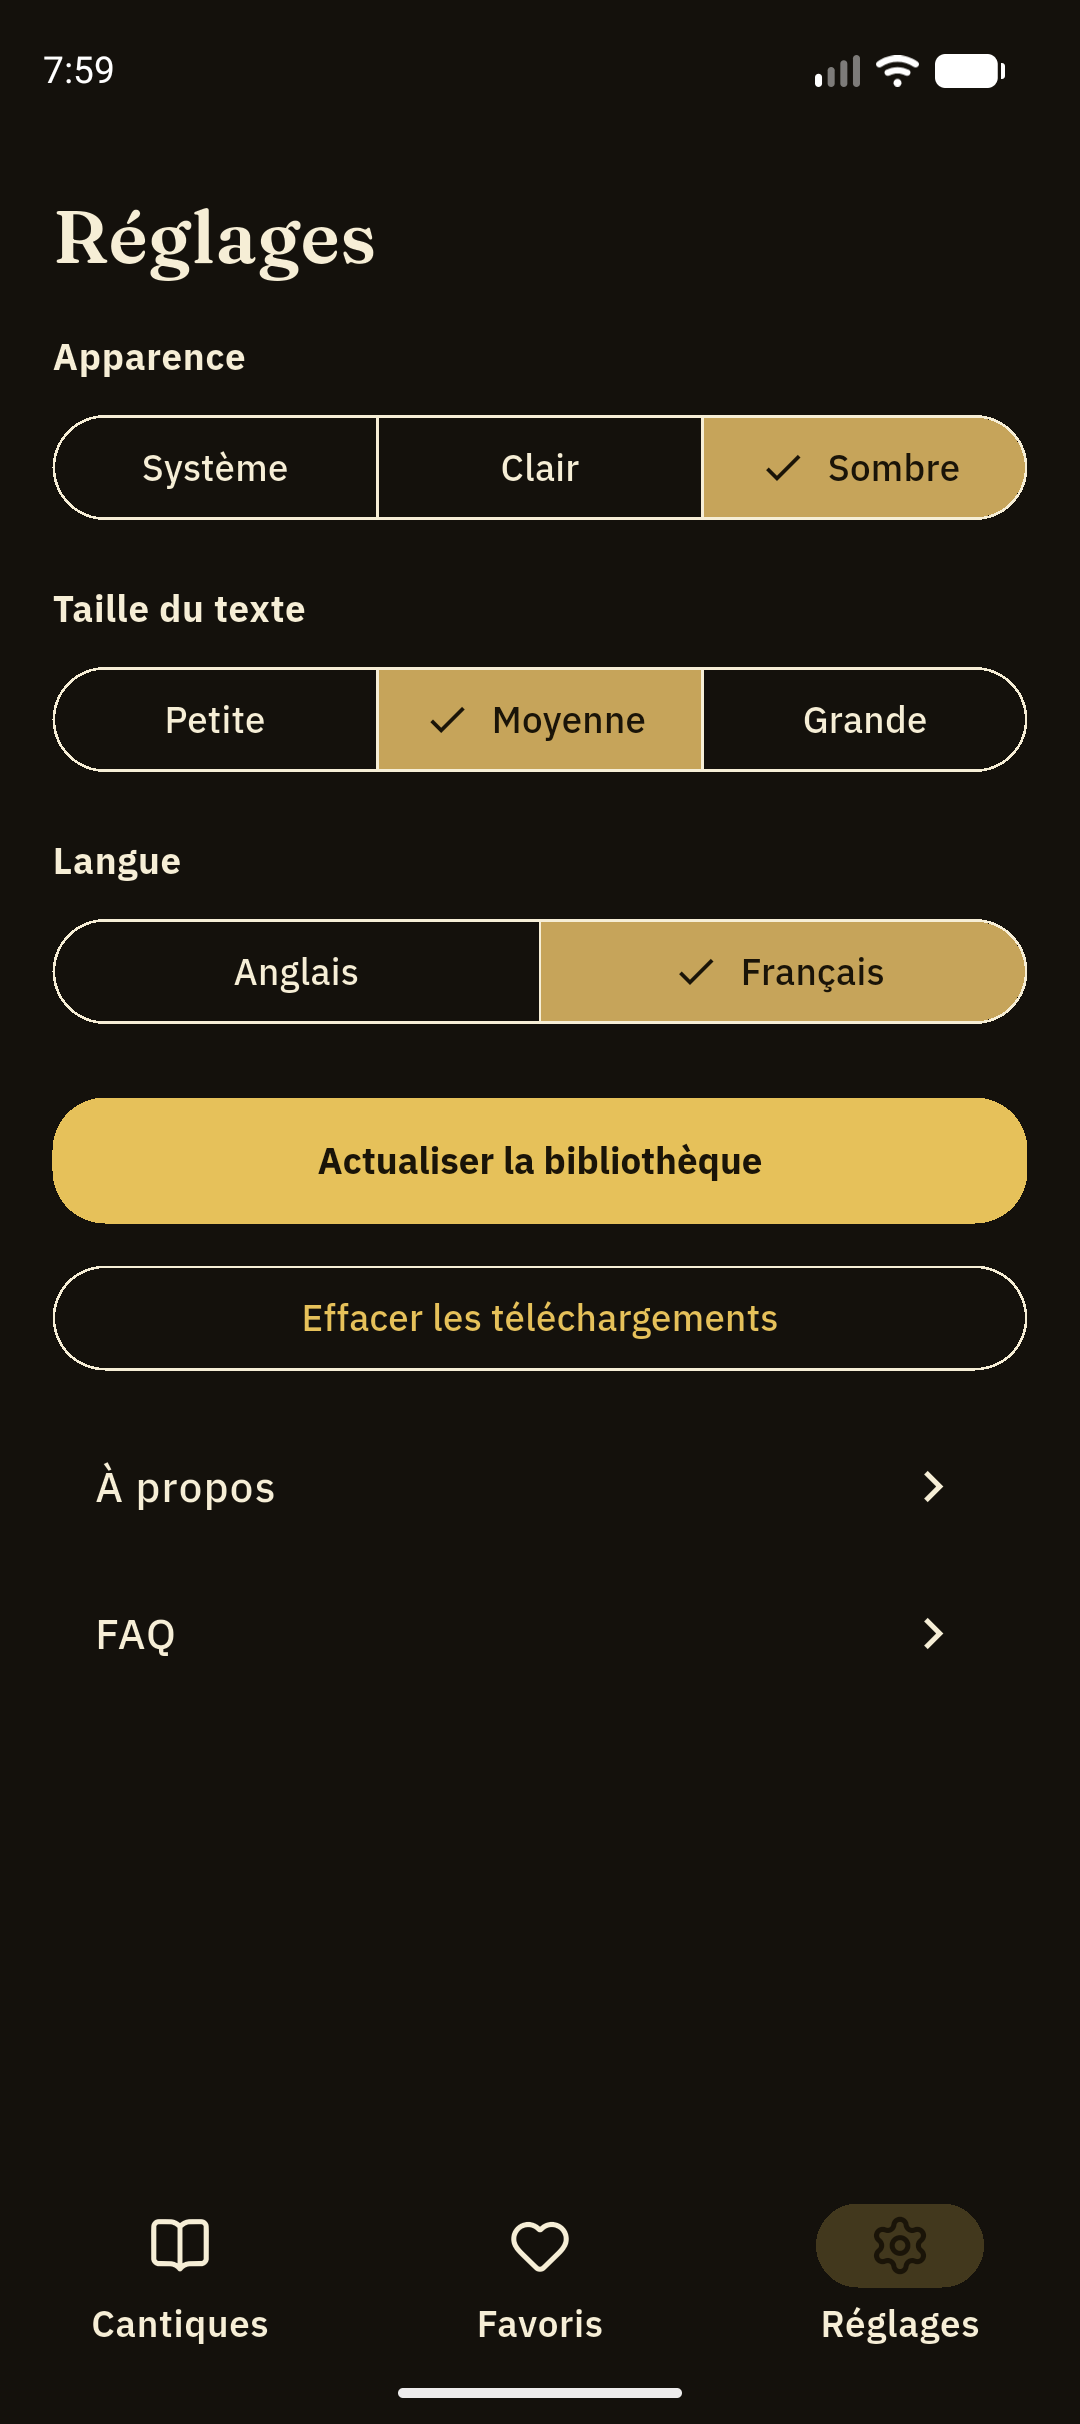 7:59
Réglages
Apparence
Système Clair Sombre
Taille du texte
Petite Moyenne Grande
Langue
Anglais Français
Actualiser la bibliothèque
Effacer les téléchargements
À propos
FAQ
Cantiques Favoris Réglages